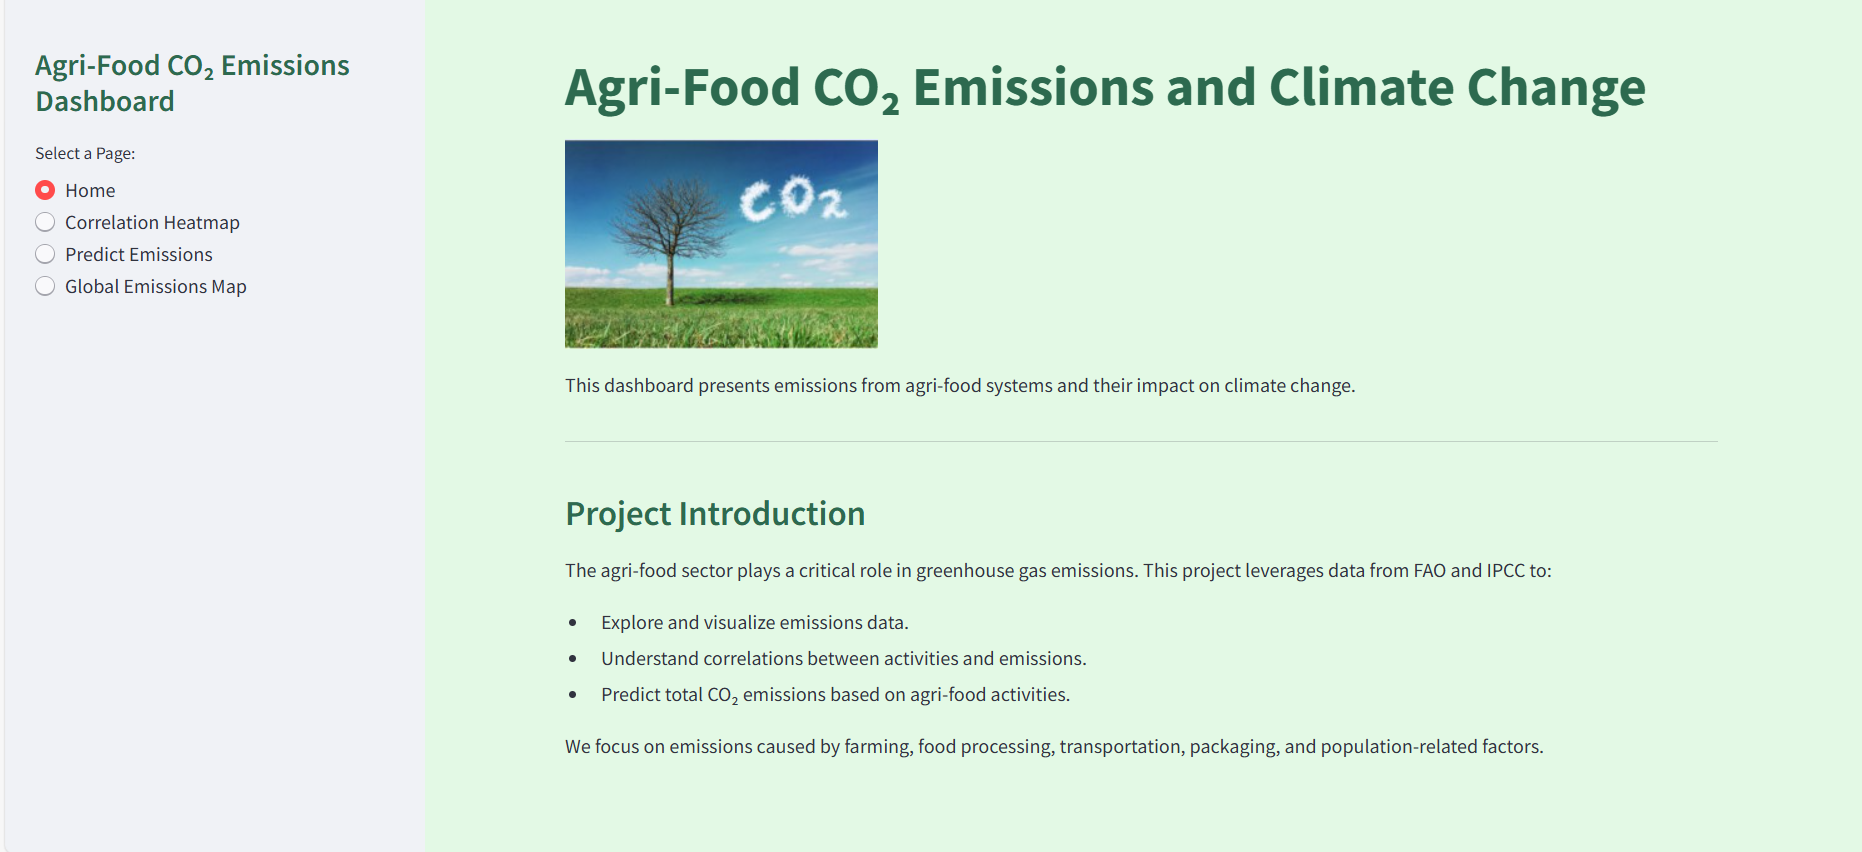 Agri-Food CO₂ Emissions
Dashboard
Select a Page:
Home
Correlation Heatmap
Predict Emissions
Global Emissions Map
Agri-Food CO₂ Emissions and Climate Change
CO₂
This dashboard presents emissions from agri-food systems and their impact on climate change.
Project Introduction
The agri-food sector plays a critical role in greenhouse gas emissions. This project leverages data from FAO and IPCC to:
• Explore and visualize emissions data.
• Understand correlations between activities and emissions.
• Predict total CO₂ emissions based on agri-food activities.
We focus on emissions caused by farming, food processing, transportation, packaging, and population-related factors.